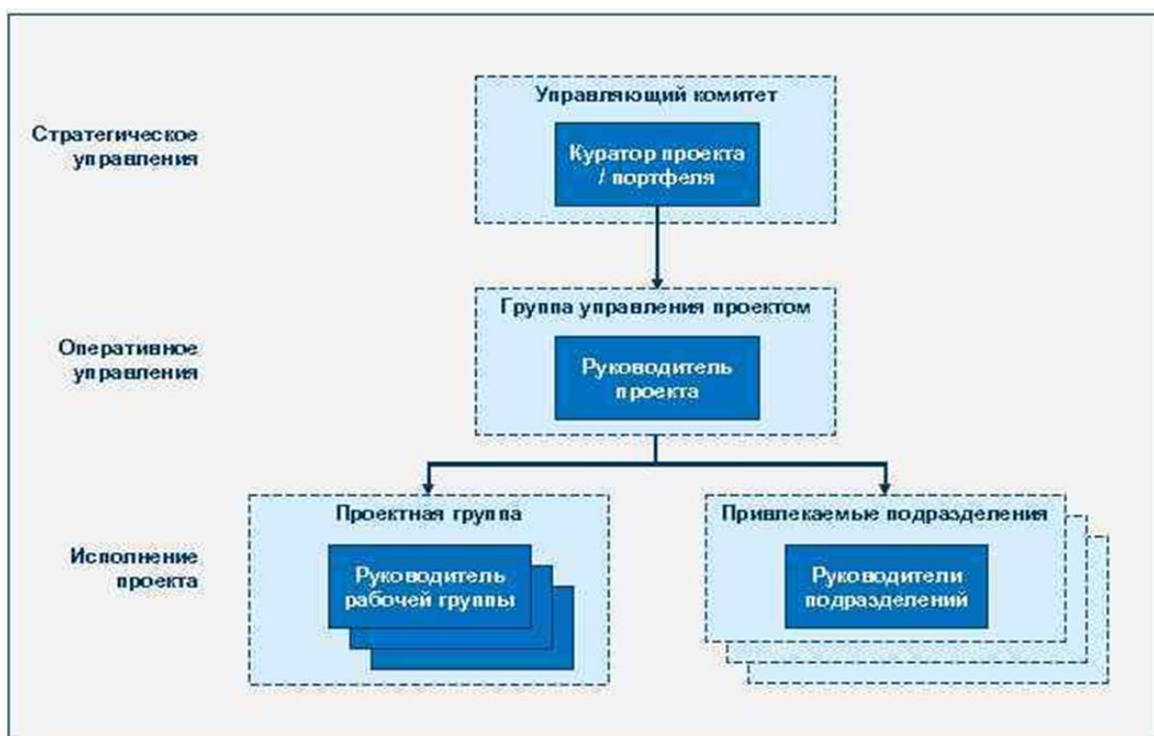 Управляющий комитет
Стратегическое
управления
Куратор проекта
/ портфеля
Группа управления проектом
Оперативное
управления
Руководитель
проекта
Проектная группа
Привлекаемые подразделения
Исполнение
проекта
Руководитель
рабочей группы
Руководители
подразделений